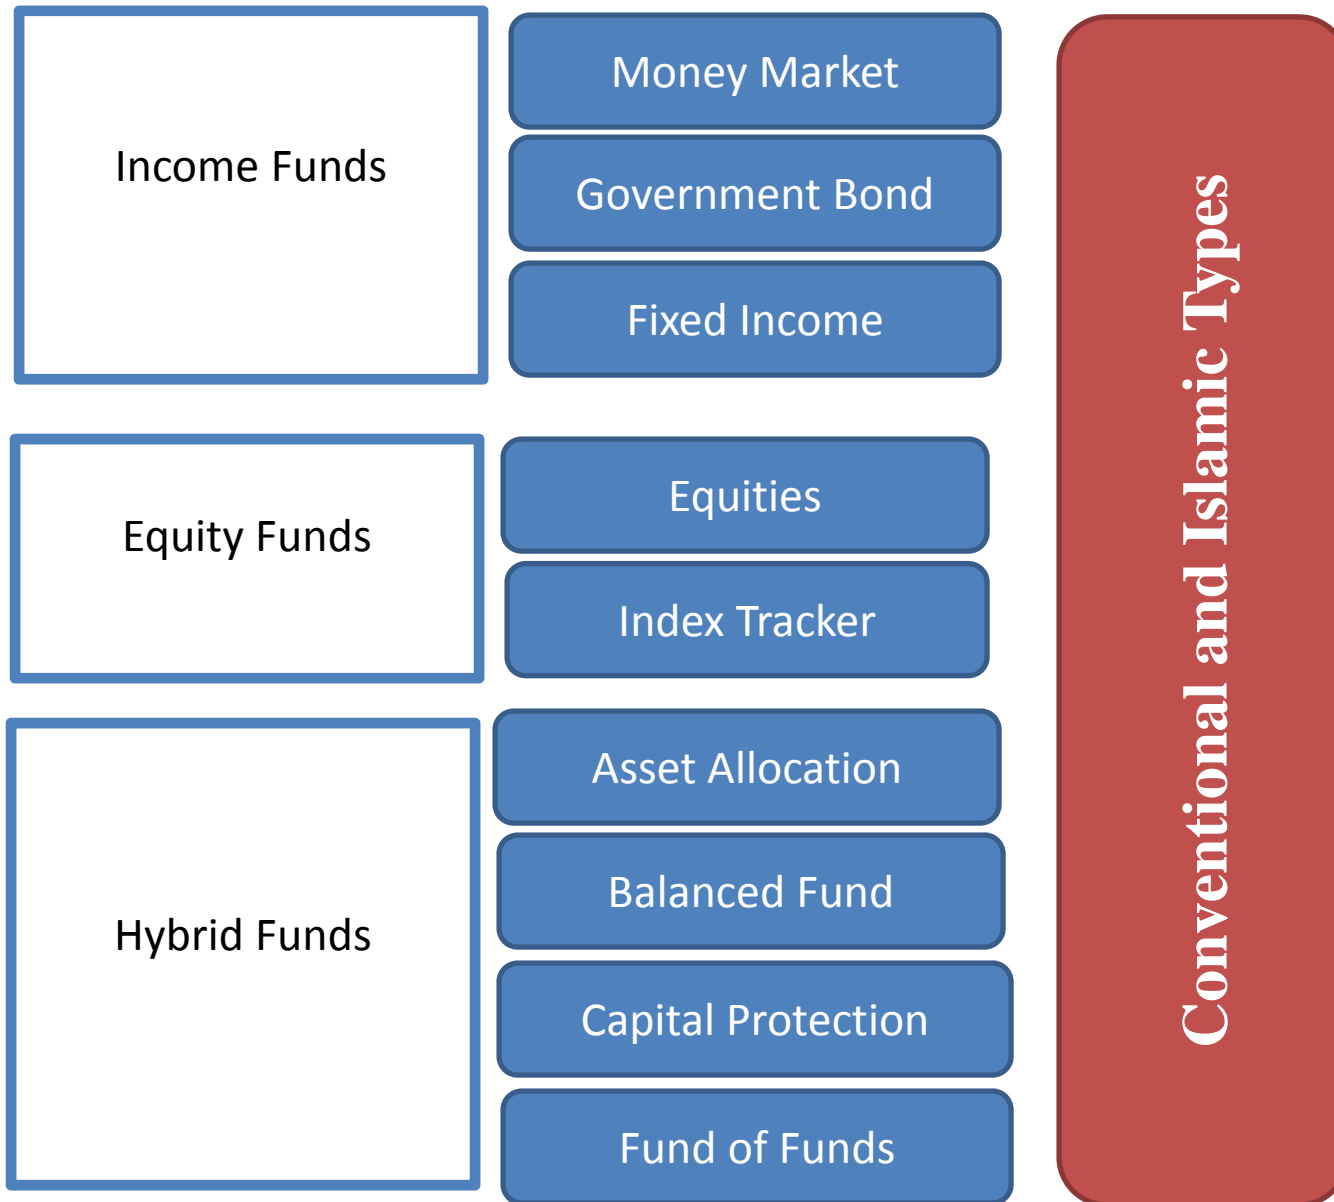 Income Funds
Money Market
Government Bond
Fixed Income
Equity Funds
Equities
Index Tracker
Hybrid Funds
Asset Allocation
Balanced Fund
Capital Protection
Fund of Funds
Conventional and Islamic Types